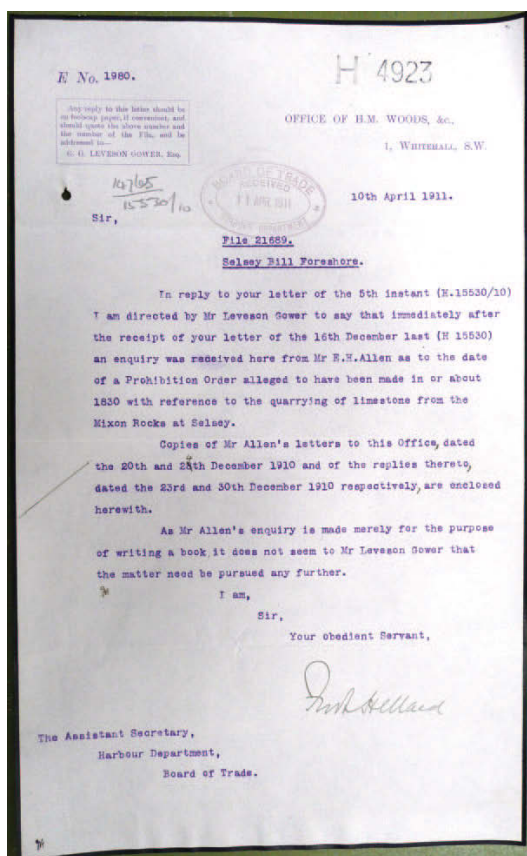 E No. 1980.
H 4923
Any reply to this letter should be
on foolscap paper, if convenient, and
should quote the above number and
the number of the File, and be
addressed to—
G. G. LEVESON GOWER, Esq.
OFFICE OF H.M. WOODS, &c.,
1, WHITEHALL, S.W.
15530/10
BOARD OF TRADE
RECEIVED
11 APR 1911
DEPARTMENT
10th April 1911.
Sir,
File 21689.
Selsey Bill Foreshore.
In reply to your letter of the 5th instant (H.15530/10)
I am directed by Mr Leveson Gower to say that immediately after
the receipt of your letter of the 16th December last (H 15530)
an enquiry was received here from Mr E.H.Allen as to the date
of a Prohibition Order alleged to have been made in or about
1830 with reference to the quarrying of limestone from the
Mixon Rocks at Selsey.
Copies of Mr Allen's letters to this Office, dated
the 20th and 28th December 1910 and of the replies thereto,
dated the 23rd and 30th December 1910 respectively, are enclosed
herewith.
As Mr Allen's enquiry is made merely for the purpose
of writing a book, it does not seem to Mr Leveson Gower that
the matter need be pursued any further.
I am,
Sir,
Your obedient Servant,
Hellard
The Assistant Secretary,
Harbour Department,
Board of Trade.